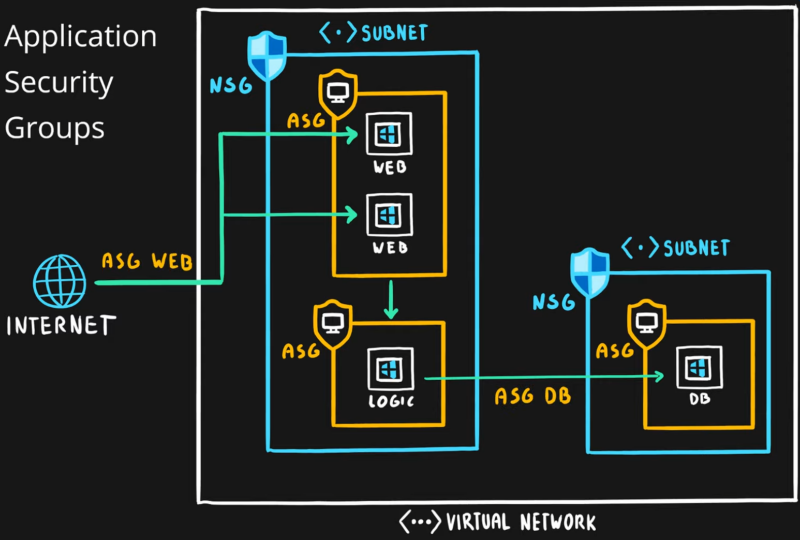 Application
Security
Groups
<·> SUBNET
NSG
ASG
WEB
WEB
ASG WEB
INTERNET
ASG
LOGIC
<·> SUBNET
NSG
ASG
DB
ASG DB
<···> VIRTUAL NETWORK